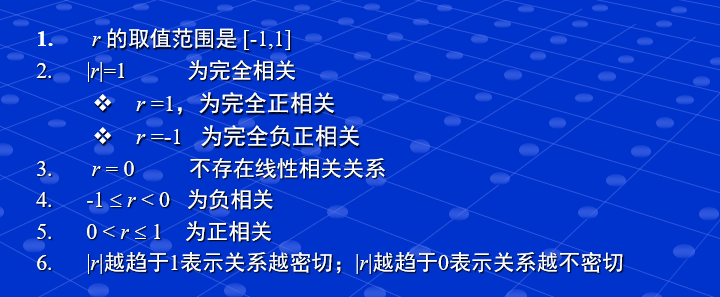 1. r 的取值范围是 [-1,1]
2. |r|=1 为完全相关
❖ r =1，为完全正相关
❖ r =-1 为完全负正相关
3. r = 0 不存在线性相关关系
4. -1 ≤ r < 0 为负相关
5. 0 < r ≤ 1 为正相关
6. |r|越趋于1表示关系越密切；|r|越趋于0表示关系越不密切